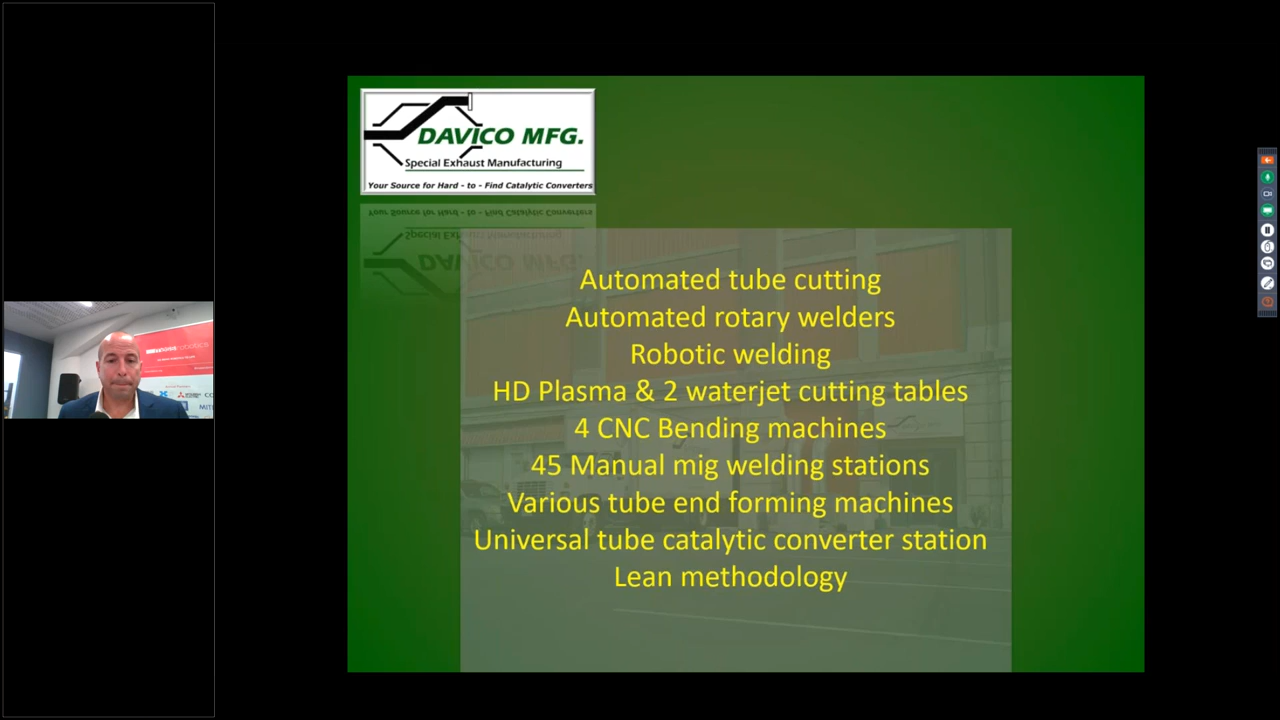 DAVICO MFG.
Special Exhaust Manufacturing
Your Source for Hard - to - Find Catalytic Converters
Automated tube cutting
Automated rotary welders
Robotic welding
HD Plasma & 2 waterjet cutting tables
4 CNC Bending machines
45 Manual mig welding stations
Various tube end forming machines
Universal tube catalytic converter station
Lean methodology